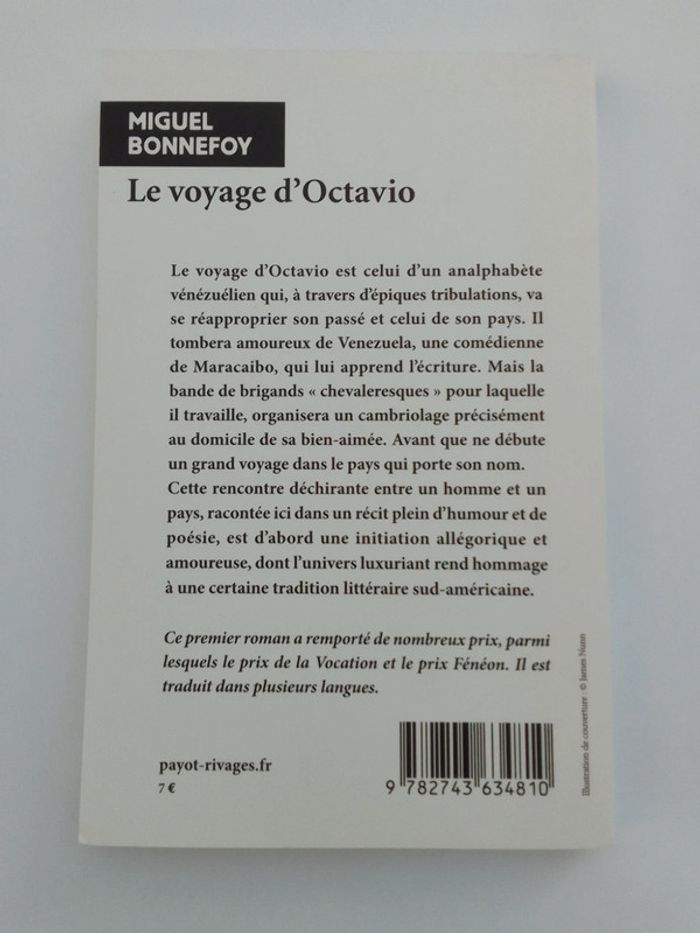 MIGUEL
BONNEFOY
Le voyage d'Octavio
Le voyage d'Octavio est celui d'un analphabète
vénézuélien qui, à travers d'épiques tribulations, va
se réapproprier son passé et celui de son pays. Il
tombera amoureux de Venezuela, une comédienne
de Maracaibo, qui lui apprend l'écriture. Mais la
bande de brigands « chevaleresques » pour laquelle
il travaille, organisera un cambriolage précisément
au domicile de sa bien-aimée. Avant que ne débute
un grand voyage dans le pays qui porte son nom.
Cette rencontre déchirante entre un homme et un
pays, racontée ici dans un récit plein d'humour et de
poésie, est d'abord une initiation allégorique et
amoureuse, dont l'univers luxuriant rend hommage
à une certaine tradition littéraire sud-américaine.
Ce premier roman a remporté de nombreux prix, parmi
lesquels le prix de la Vocation et le prix Fénéon. Il est
traduit dans plusieurs langues.
payot-rivages.fr
7 €
9 782743 634810
Illustration de couverture : © James Nunn